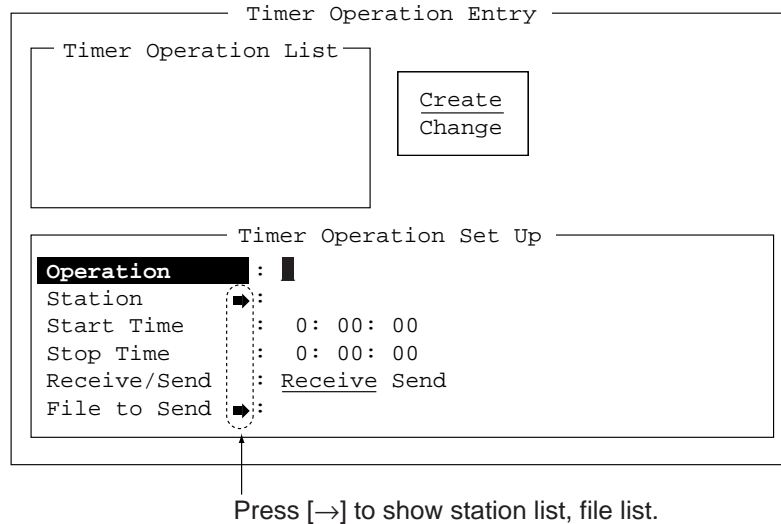 Timer Operation Entry
Timer Operation List
Create
Change
Timer Operation Set Up
Operation :
Station ➡:
Start Time : 0: 00: 00
Stop Time : 0: 00: 00
Receive/Send : Receive Send
File to Send ➡:
Press [→] to show station list, file list.